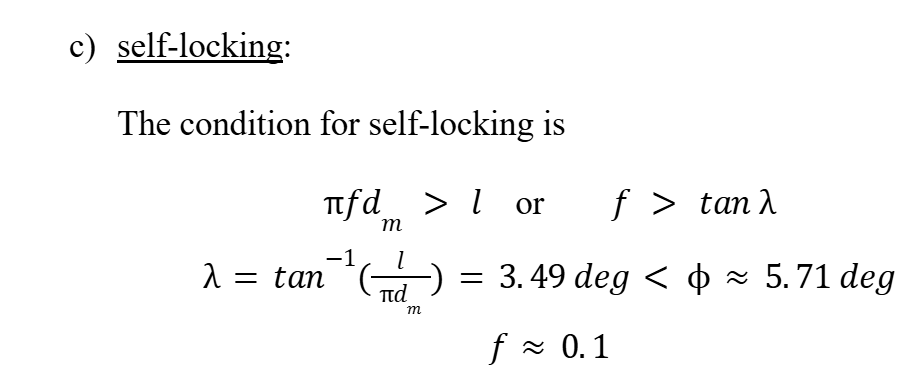 c) self-locking:
The condition for self-locking is
πfd_m > l or f > tan λ
λ = tan⁻¹(l/πd_m) = 3.49 deg < ϕ ≈ 5.71 deg
f ≈ 0.1